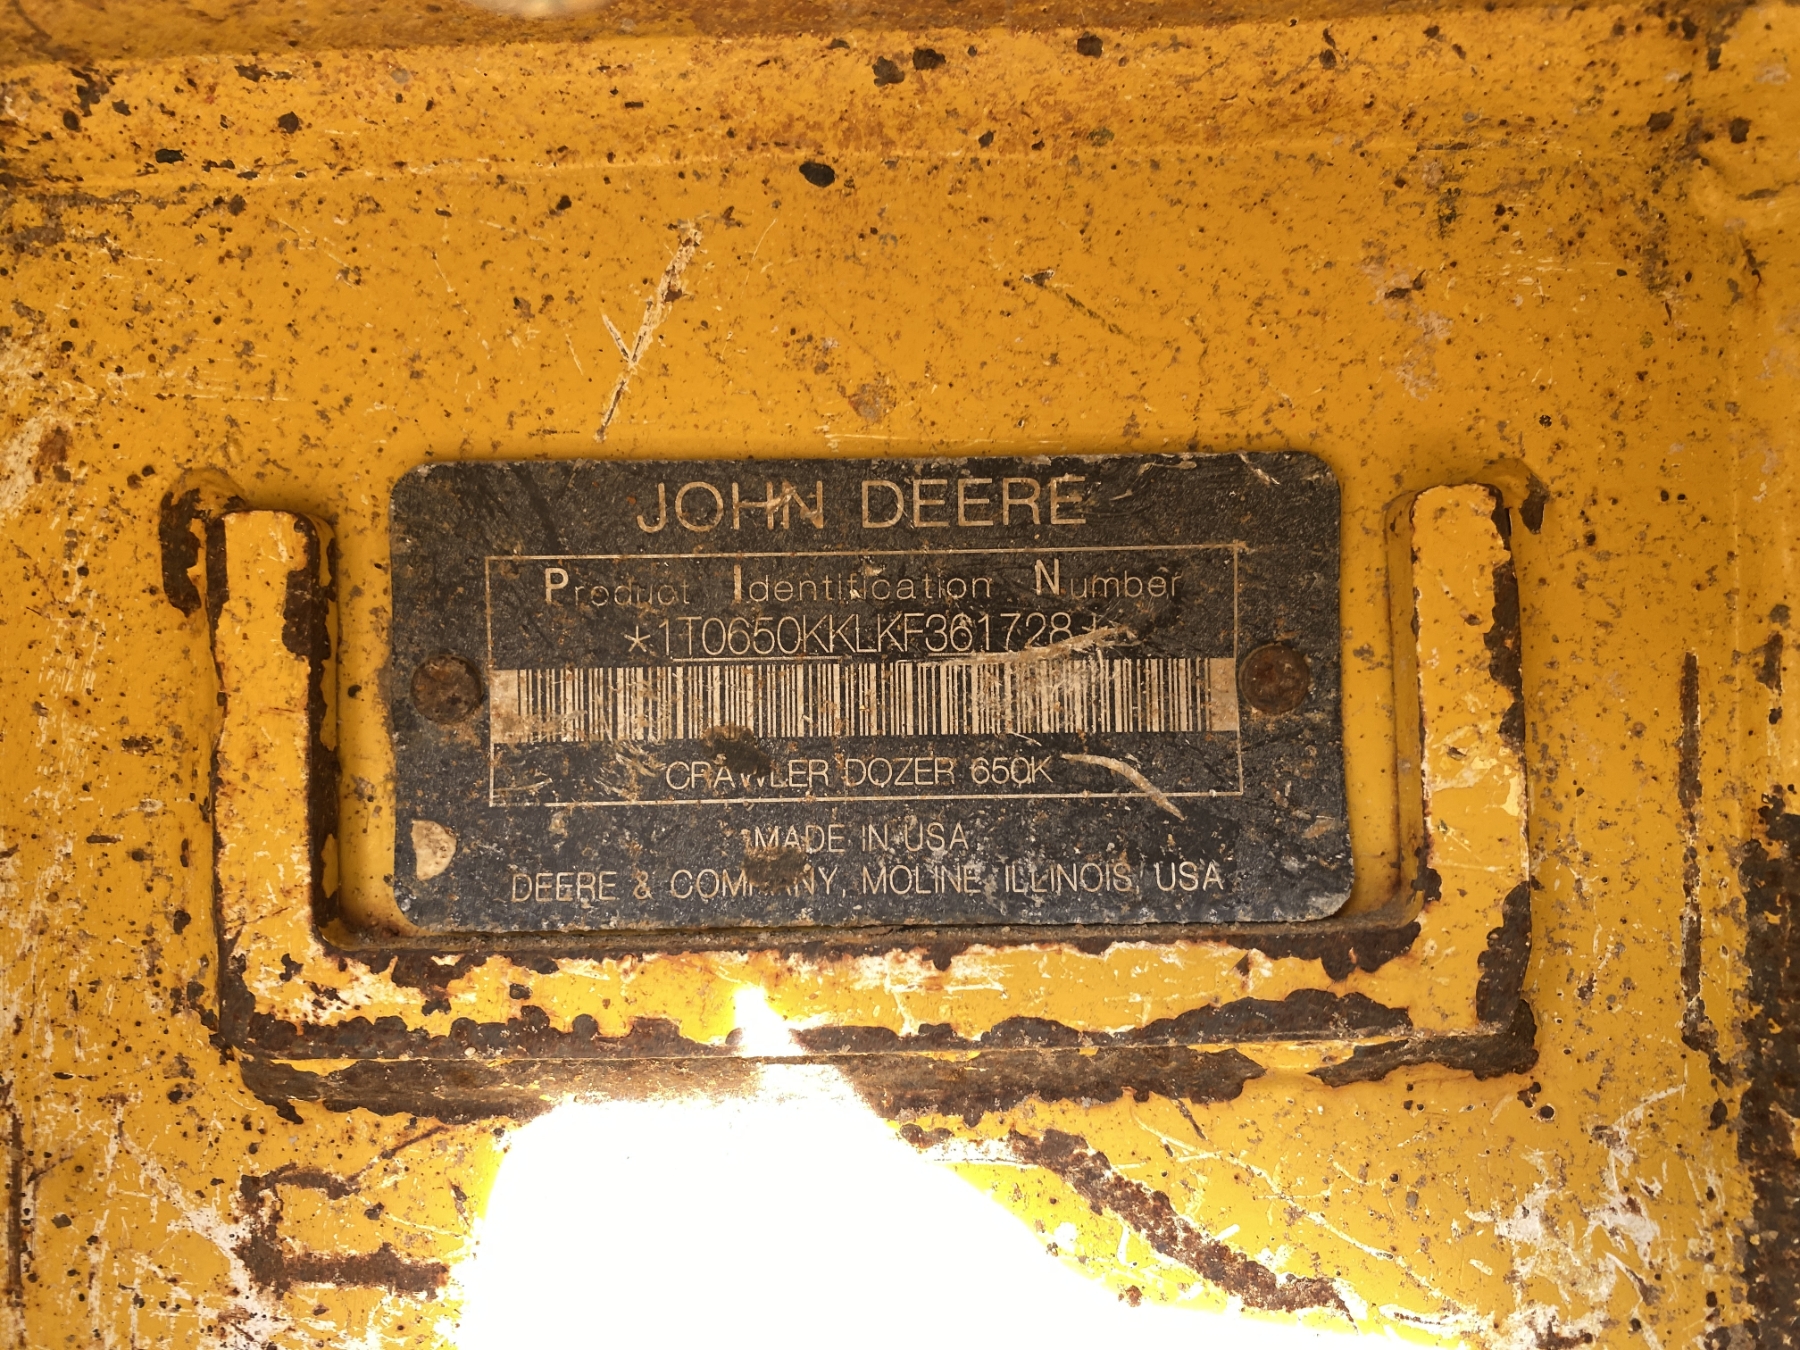 JOHN DEERE
Product Identification Number
*1T0650KKLKF361728*
CRAWLER DOZER 650K
MADE IN USA
DEERE & COMPANY, MOLINE, ILLINOIS, USA